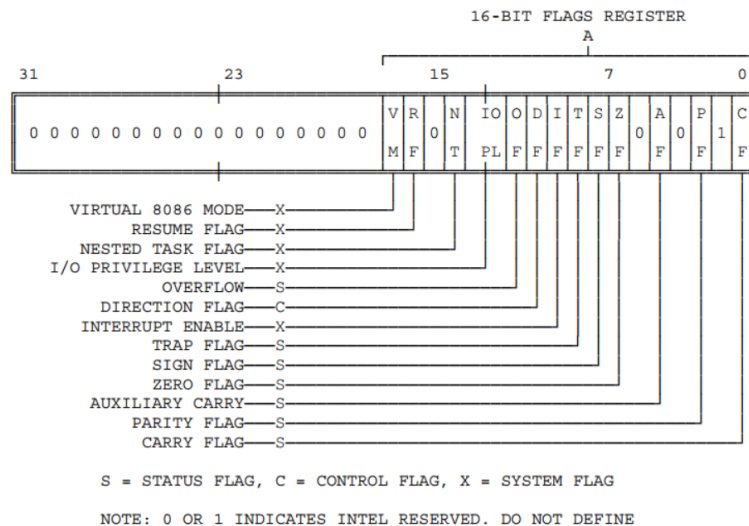 16-BIT FLAGS REGISTER
A
31 23 15 7 0
V R N IO O D I T S Z A P C
0 0 0 0 0 0 0 0 0 0 0 0 0 0 0 0 0 0 0 0 1
M F T PL F F F F F F F F F
VIRTUAL 8086 MODE X
RESUME FLAG X
NESTED TASK FLAG X
I/O PRIVILEGE LEVEL X
OVERFLOW S
DIRECTION FLAG C
INTERRUPT ENABLE X
TRAP FLAG S
SIGN FLAG S
ZERO FLAG S
AUXILIARY CARRY S
PARITY FLAG S
CARRY FLAG S
S = STATUS FLAG, C = CONTROL FLAG, X = SYSTEM FLAG
NOTE: 0 OR 1 INDICATES INTEL RESERVED. DO NOT DEFINE